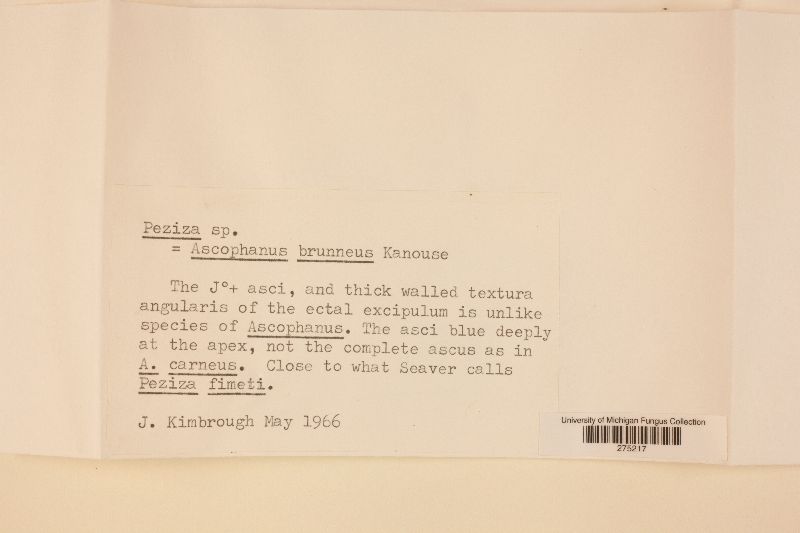 Peziza sp.
= Ascophanus brunneus Kanouse
The J°+ asci, and thick walled textura
angularis of the ectal excipulum is unlike
species of Ascophanus. The asci blue deeply
at the apex, not the complete ascus as in
A. carneus. Close to what Seaver calls
Peziza fimeti.
J. Kimbrough May 1966
University of Michigan Fungus Collection
275217